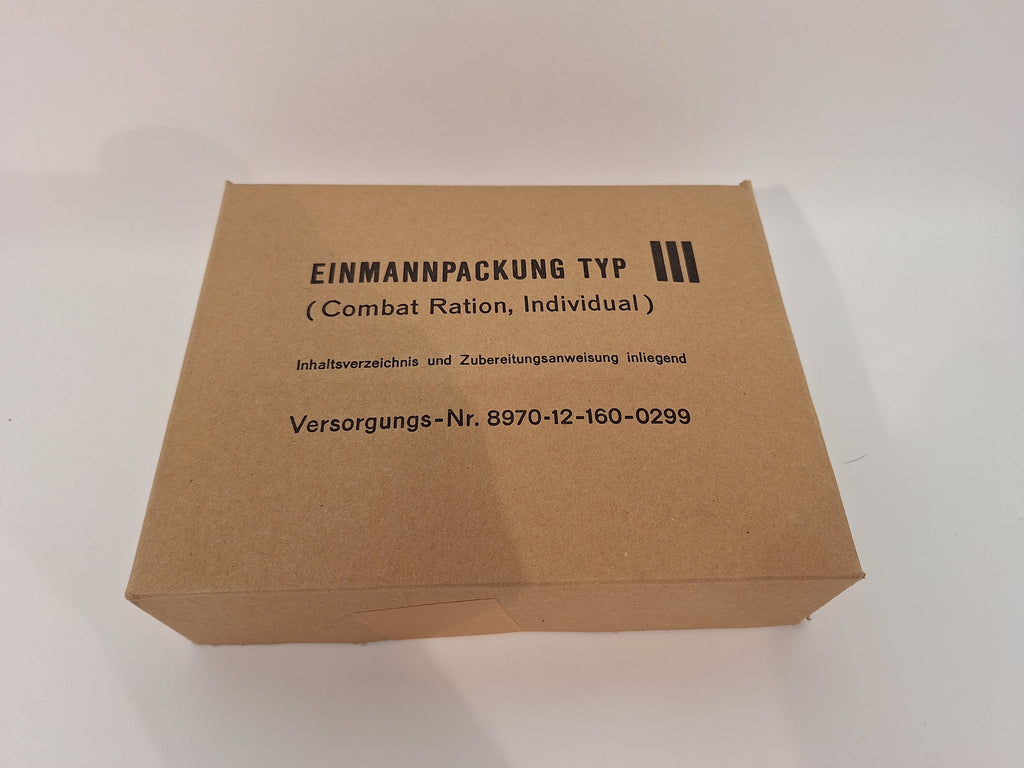 EINMANNPACKUNG TYP III
(Combat Ration, Individual)
Inhaltsverzeichnis und Zubereitungsanweisung inliegend
Versorgungs-Nr. 8970-12-160-0299